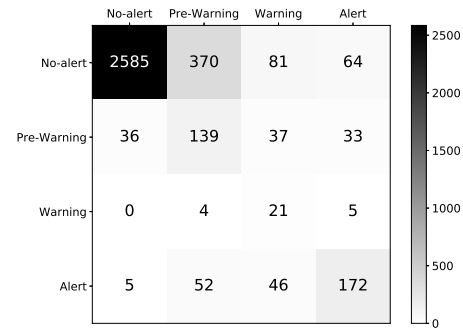 No-alert Pre-Warning Warning Alert
No-alert 2585 370 81 64
Pre-Warning 36 139 37 33
Warning 0 4 21 5
Alert 5 52 46 172
2500
2000
1500
1000
500
0